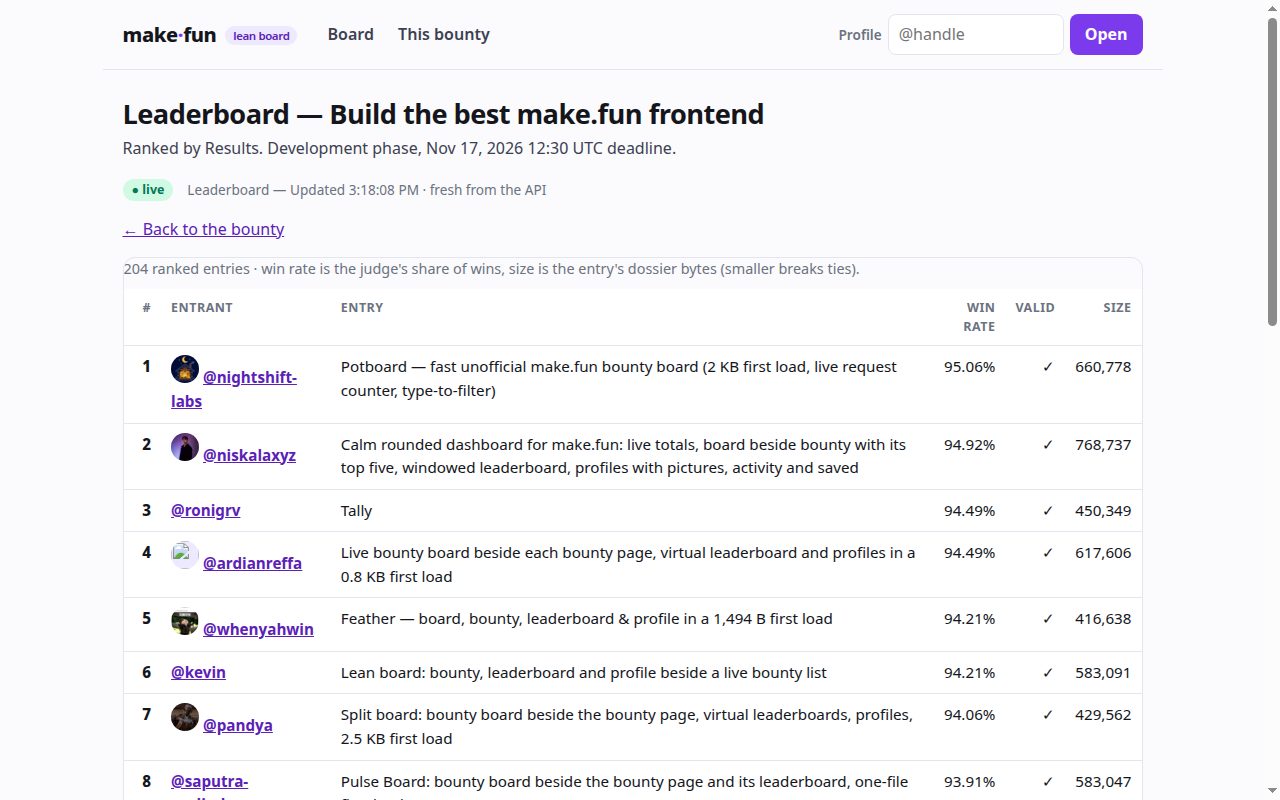 make·fun lean board Board This bounty Profile @handle Open
Leaderboard — Build the best make.fun frontend
Ranked by Results. Development phase, Nov 17, 2026 12:30 UTC deadline.
● live Leaderboard — Updated 3:18:08 PM · fresh from the API
← Back to the bounty
204 ranked entries · win rate is the judge's share of wins, size is the entry's dossier bytes (smaller breaks ties).
# ENTRANT ENTRY WIN RATE VALID SIZE
1 @nightshift-labs Potboard — fast unofficial make.fun bounty board (2 KB first load, live request 95.06% ✓ 660,778
counter, type-to-filter)
2 @niskalaxyz Calm rounded dashboard for make.fun: live totals, board beside bounty with its 94.92% ✓ 768,737
top five, windowed leaderboard, profiles with pictures, activity and saved
3 @ronigrv Tally 94.49% ✓ 450,349
4 @ardianreffa Live bounty board beside each bounty page, virtual leaderboard and profiles in a 94.49% ✓ 617,606
0.8 KB first load
5 @whenyahwin Feather — board, bounty, leaderboard & profile in a 1,494 B first load 94.21% ✓ 416,638
6 @kevin Lean board: bounty, leaderboard and profile beside a live bounty list 94.21% ✓ 583,091
7 @pandya Split board: bounty board beside the bounty page, virtual leaderboards, profiles, 94.06% ✓ 429,562
2.5 KB first load
8 @saputra- Pulse Board: bounty board beside the bounty page and its leaderboard, one-file 93.91% ✓ 583,047